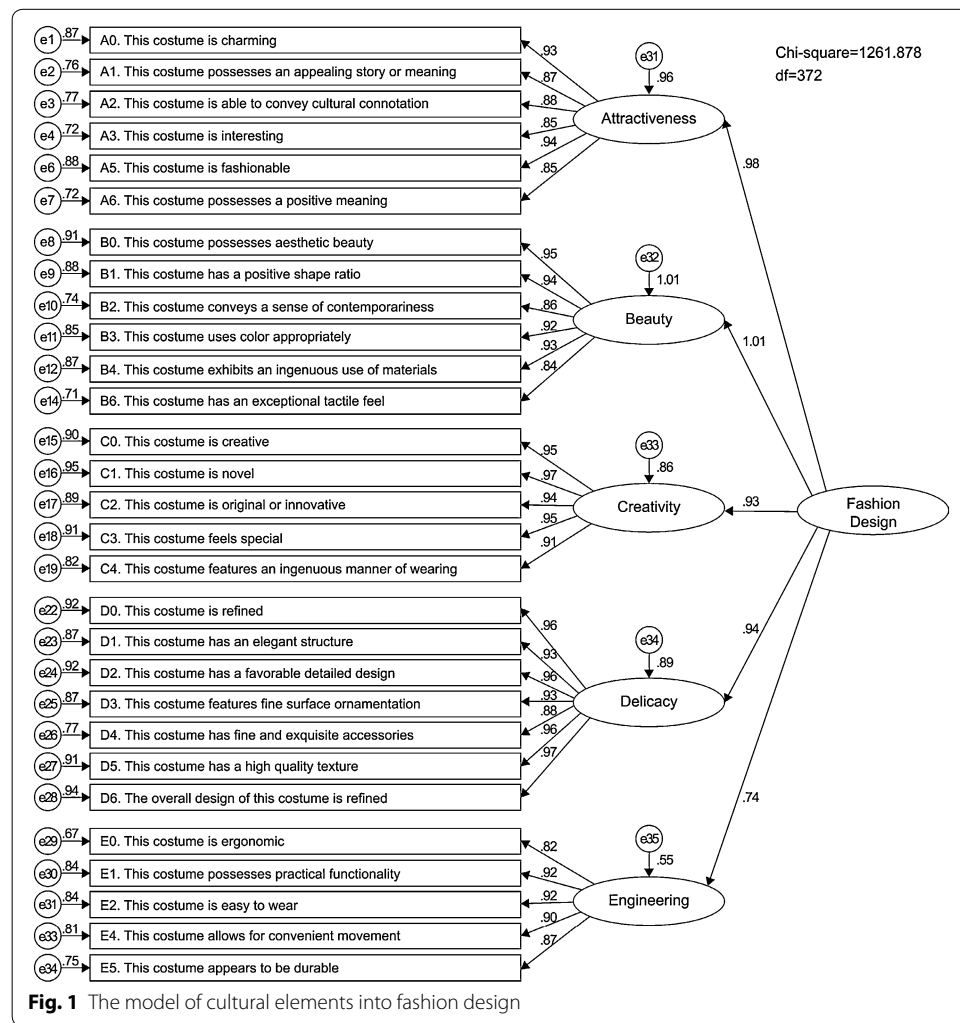 Chi-square=1261.878
df=372
e1 .87 A0. This costume is charming .93
e2 .76 A1. This costume possesses an appealing story or meaning .87
e3 .77 A2. This costume is able to convey cultural connotation .88
e4 .72 A3. This costume is interesting .85
e6 .88 A5. This costume is fashionable .94
e7 .72 A6. This costume possesses a positive meaning .85
e31
.96
Attractiveness
.98
e8 .91 B0. This costume possesses aesthetic beauty .95
e9 .88 B1. This costume has a positive shape ratio .94
e10 .74 B2. This costume conveys a sense of contemporariness .86
e11 .85 B3. This costume uses color appropriately .92
e12 .87 B4. This costume exhibits an ingenuous use of materials .93
e14 .71 B6. This costume has an exceptional tactile feel .84
e32
1.01
Beauty
1.01
e15 .90 C0. This costume is creative .95
e16 .95 C1. This costume is novel .97
e17 .89 C2. This costume is original or innovative .94
e18 .91 C3. This costume feels special .95
e19 .82 C4. This costume features an ingenuous manner of wearing .91
e33
.86
Creativity
.93
Fashion
Design
e22 .92 D0. This costume is refined .96
e23 .87 D1. This costume has an elegant structure .93
e24 .92 D2. This costume has a favorable detailed design .96
e25 .87 D3. This costume features fine surface ornamentation .93
e26 .77 D4. This costume has fine and exquisite accessories .88
e27 .91 D5. This costume has a high quality texture .96
e28 .94 D6. The overall design of this costume is refined .97
e34
.89
Delicacy
.94
e29 .67 E0. This costume is ergonomic .82
e30 .84 E1. This costume possesses practical functionality .92
e31 .84 E2. This costume is easy to wear .92
e33 .81 E4. This costume allows for convenient movement .90
e34 .75 E5. This costume appears to be durable .87
e35
.55
Engineering
.74
Fig. 1 The model of cultural elements into fashion design